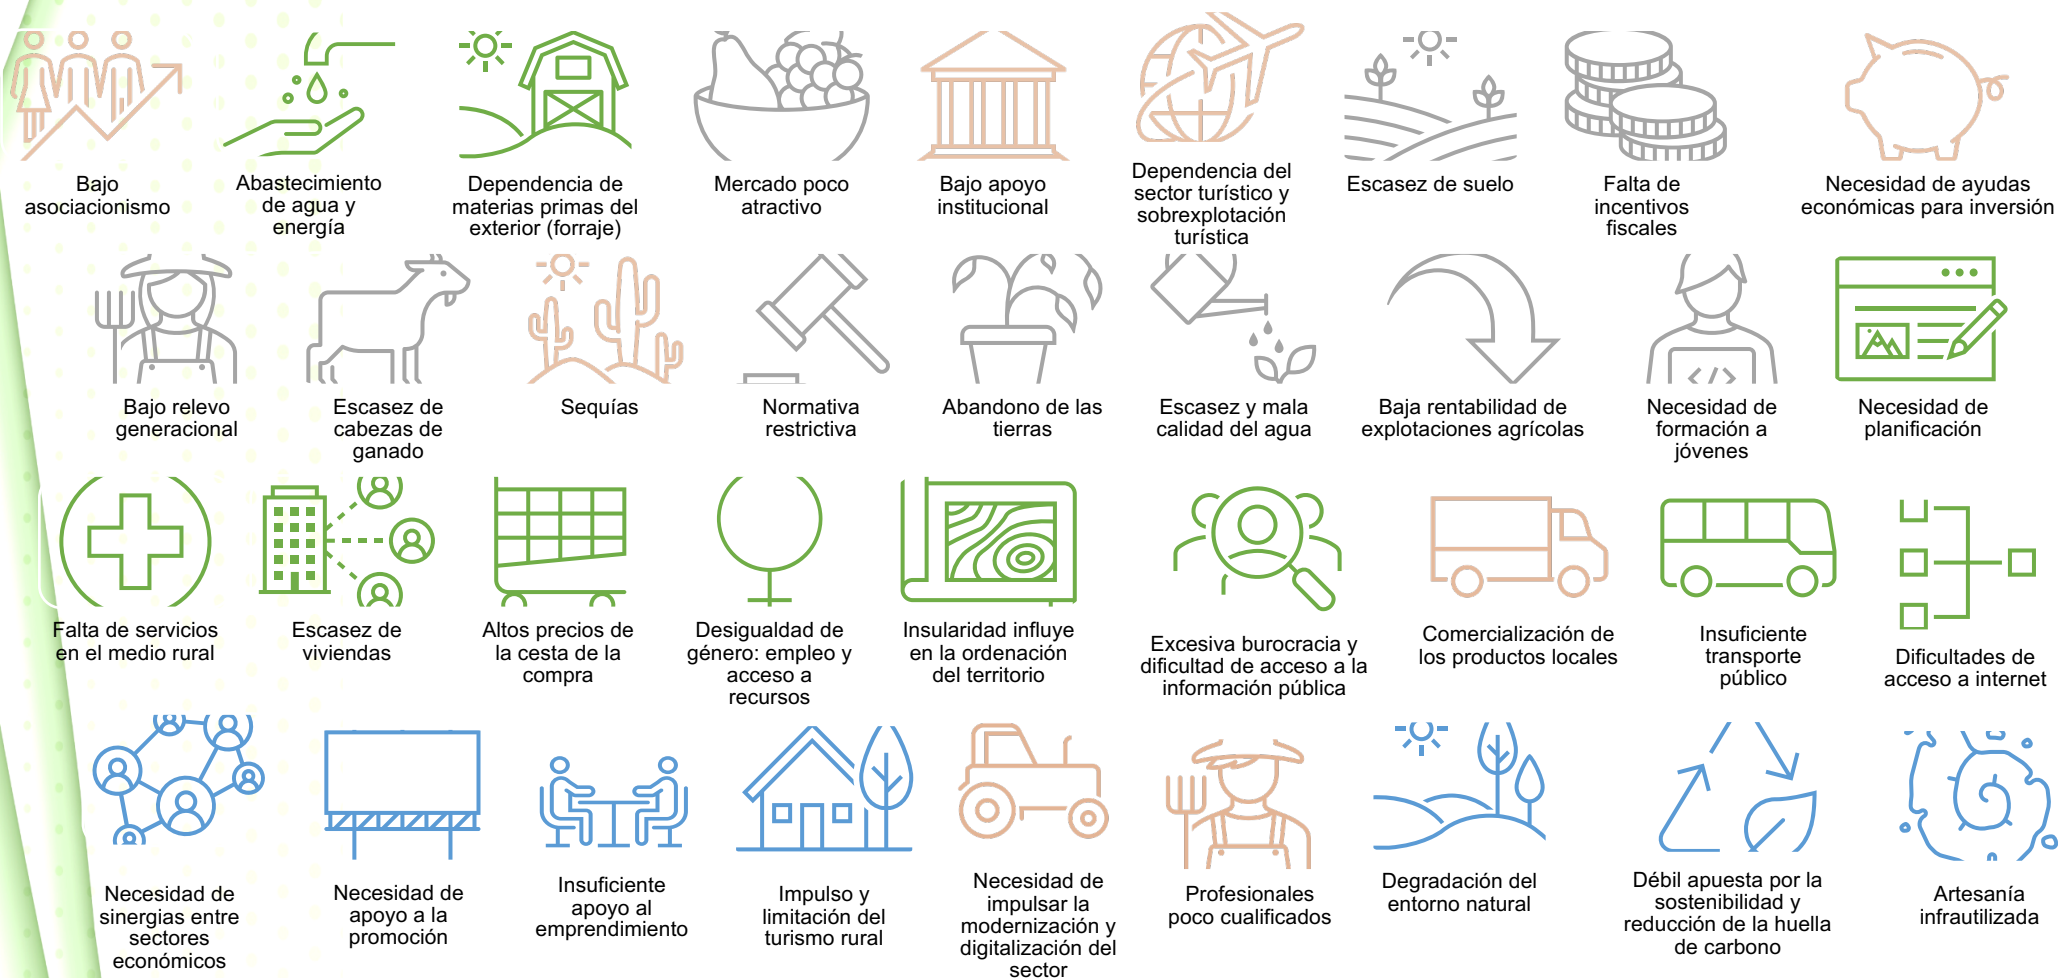 Bajo
asociacionismo
Abastecimiento
de agua y
energía
Dependencia de
materias primas del
exterior (forraje)
Mercado poco
atractivo
Bajo apoyo
institucional
Dependencia del
sector turístico y
sobrexplotación
turística
Escasez de suelo
Falta de
incentivos
fiscales
Necesidad de ayudas
económicas para inversión
Bajo relevo
generacional
Escasez de
cabezas de
ganado
Sequías
Normativa
restrictiva
Abandono de las
tierras
Escasez y mala
calidad del agua
Baja rentabilidad de
explotaciones agrícolas
Necesidad de
formación a
jóvenes
Necesidad de
planificación
Falta de servicios
en el medio rural
Escasez de
viviendas
Altos precios de
la cesta de la
compra
Desigualdad de
género: empleo y
acceso a
recursos
Insularidad influye
en la ordenación
del territorio
Excesiva burocracia y
dificultad de acceso a la
información pública
Comercialización de
los productos locales
Insuficiente
transporte
público
Dificultades de
acceso a internet
Necesidad de
sinergias entre
sectores
económicos
Necesidad de
apoyo a la
promoción
Insuficiente
apoyo al
emprendimiento
Impulso y
limitación del
turismo rural
Necesidad de
impulsar la
modernización y
digitalización del
sector
Profesionales
poco cualificados
Degradación del
entorno natural
Débil apuesta por la
sostenibilidad y
reducción de la huella
de carbono
Artesanía
infrautilizada